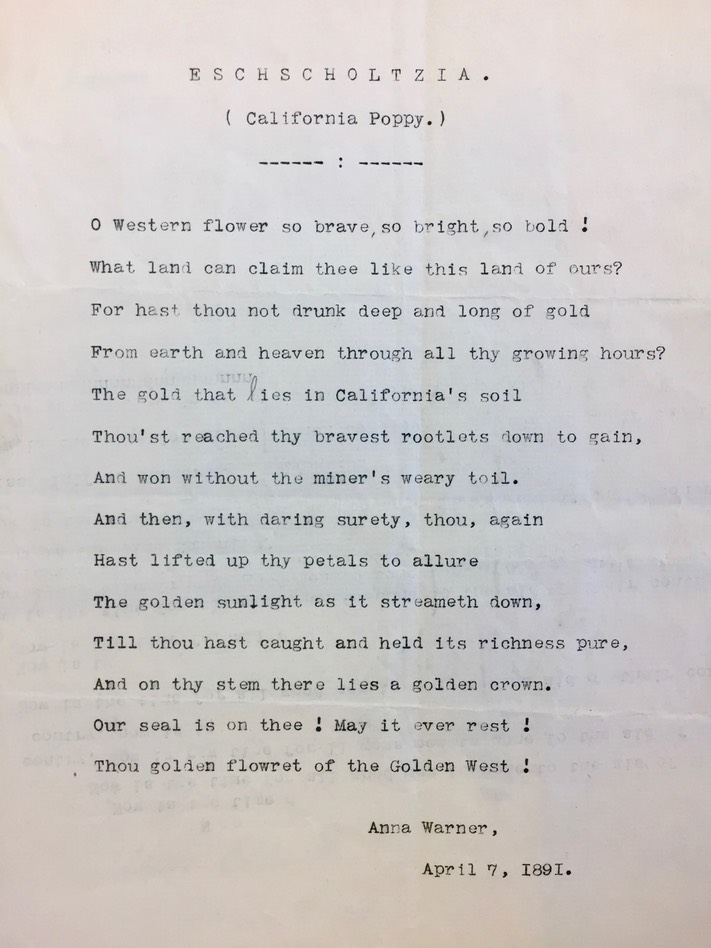 E S C H S C H O L T Z I A .
( California Poppy.)
------ : ------
O Western flower so brave, so bright, so bold !
What land can claim thee like this land of ours?
For hast thou not drunk deep and long of gold
From earth and heaven through all thy growing hours?
The gold that lies in California's soil
Thou'st reached thy bravest rootlets down to gain,
And won without the miner's weary toil.
And then, with daring surety, thou, again
Hast lifted up thy petals to allure
The golden sunlight as it streameth down,
Till thou hast caught and held its richness pure,
And on thy stem there lies a golden crown.
Our seal is on thee ! May it ever rest !
Thou golden flowret of the Golden West !
Anna Warner,
April 7, 1891.